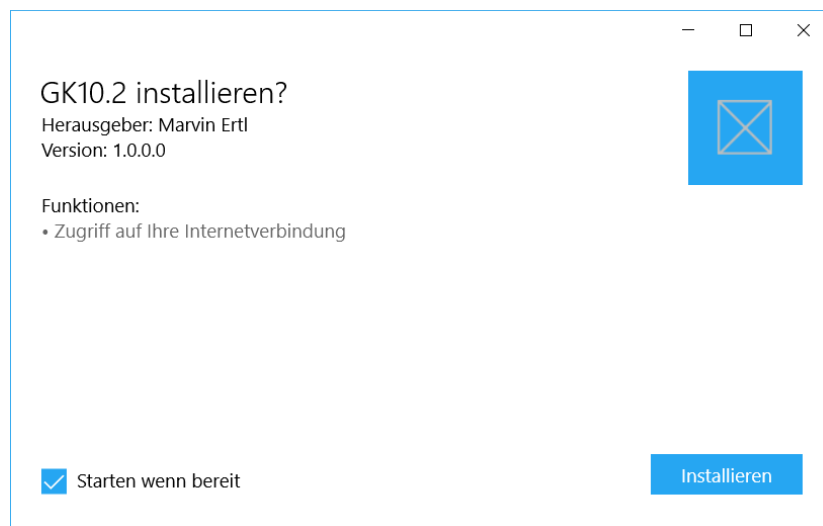 GK10.2 installieren?
Herausgeber: Marvin Ertl
Version: 1.0.0.0
Funktionen:
• Zugriff auf Ihre Internetverbindung
Starten wenn bereit
Installieren